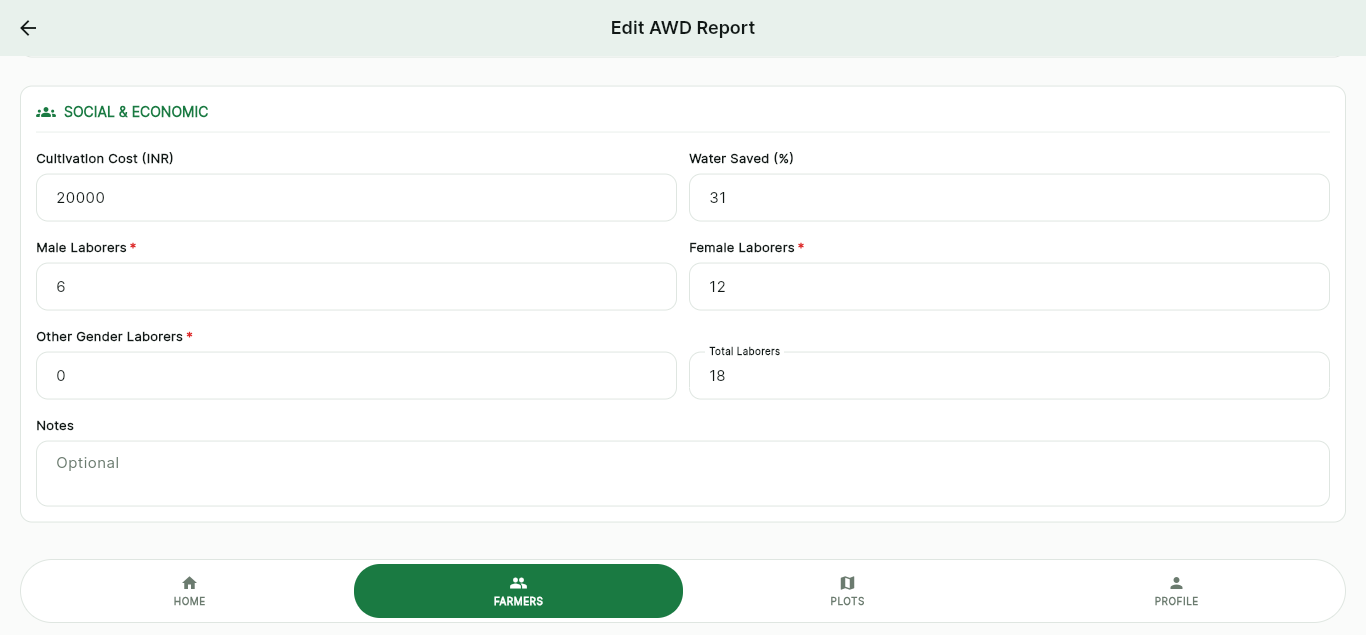 Edit AWD Report
SOCIAL & ECONOMIC
Cultivation Cost (INR)
20000
Water Saved (%)
31
Male Laborers *
6
Female Laborers *
12
Other Gender Laborers *
0
Total Laborers
18
Notes
Optional
HOME
FARMERS
PLOTS
PROFILE